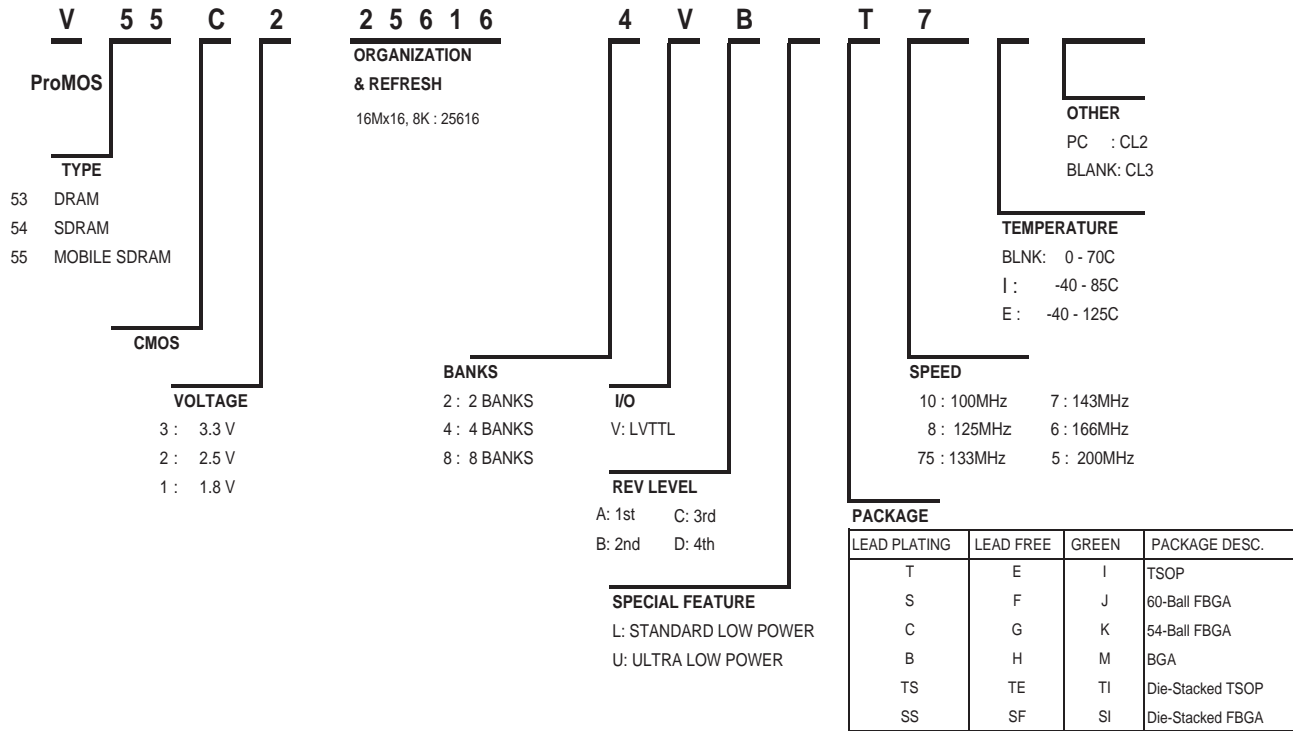 V 5 5 C 2 2 5 6 1 6 4 V B T 7
ProMOS
ORGANIZATION
& REFRESH
16Mx16, 8K : 25616
OTHER
PC : CL2
BLANK: CL3
TYPE
53 DRAM
54 SDRAM
55 MOBILE SDRAM
TEMPERATURE
BLNK: 0 - 70C
I : -40 - 85C
E : -40 - 125C
CMOS
VOLTAGE
3 : 3.3 V
2 : 2.5 V
1 : 1.8 V
BANKS
2 : 2 BANKS
4 : 4 BANKS
8 : 8 BANKS
I/O
V: LVTTL
SPEED
10 : 100MHz 7 : 143MHz
8 : 125MHz 6 : 166MHz
75 : 133MHz 5 : 200MHz
REV LEVEL
A: 1st C: 3rd
B: 2nd D: 4th
SPECIAL FEATURE
L: STANDARD LOW POWER
U: ULTRA LOW POWER
PACKAGE
LEAD PLATING LEAD FREE GREEN PACKAGE DESC.
T E I TSOP
S F J 60-Ball FBGA
C G K 54-Ball FBGA
B H M BGA
TS TE TI Die-Stacked TSOP
SS SF SI Die-Stacked FBGA